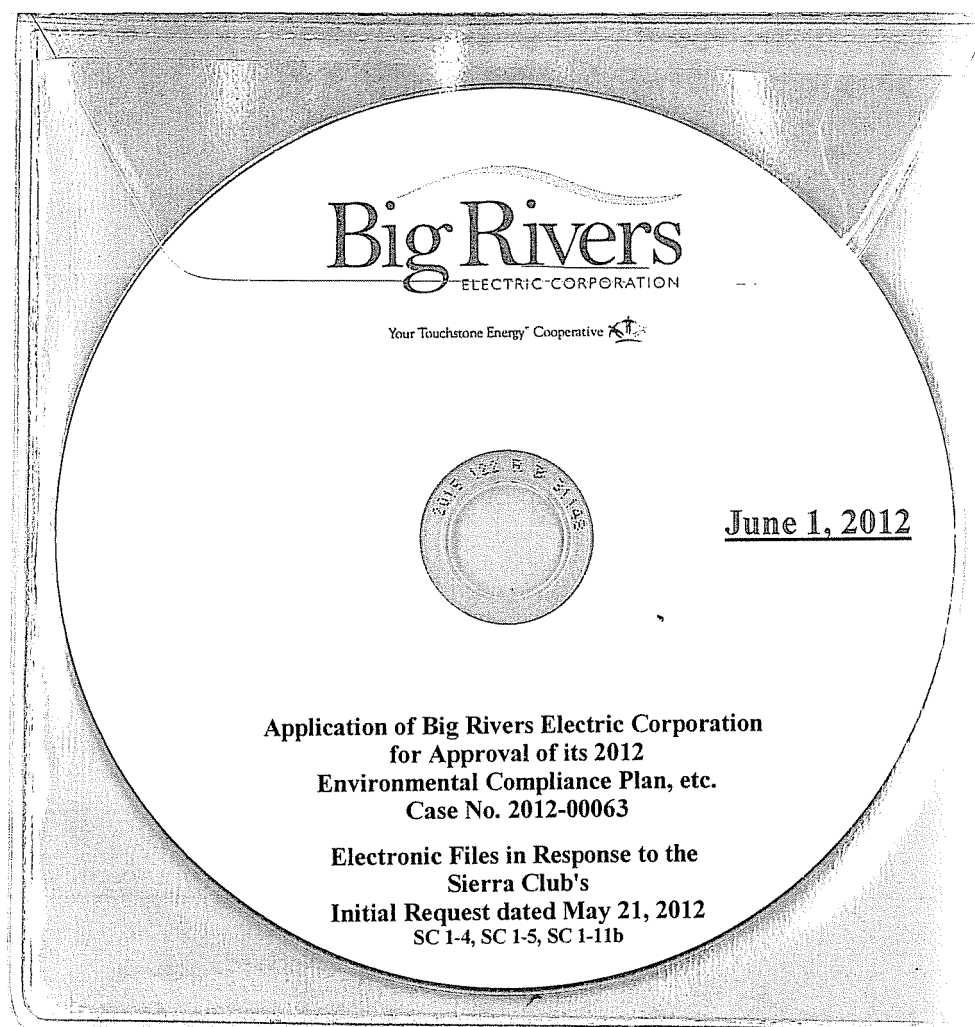 Big Rivers
ELECTRIC CORPORATION
Your Touchstone Energy® Cooperative
June 1, 2012
Application of Big Rivers Electric Corporation
for Approval of its 2012
Environmental Compliance Plan, etc.
Case No. 2012-00063
Electronic Files in Response to the
Sierra Club's
Initial Request dated May 21, 2012
SC 1-4, SC 1-5, SC 1-11b